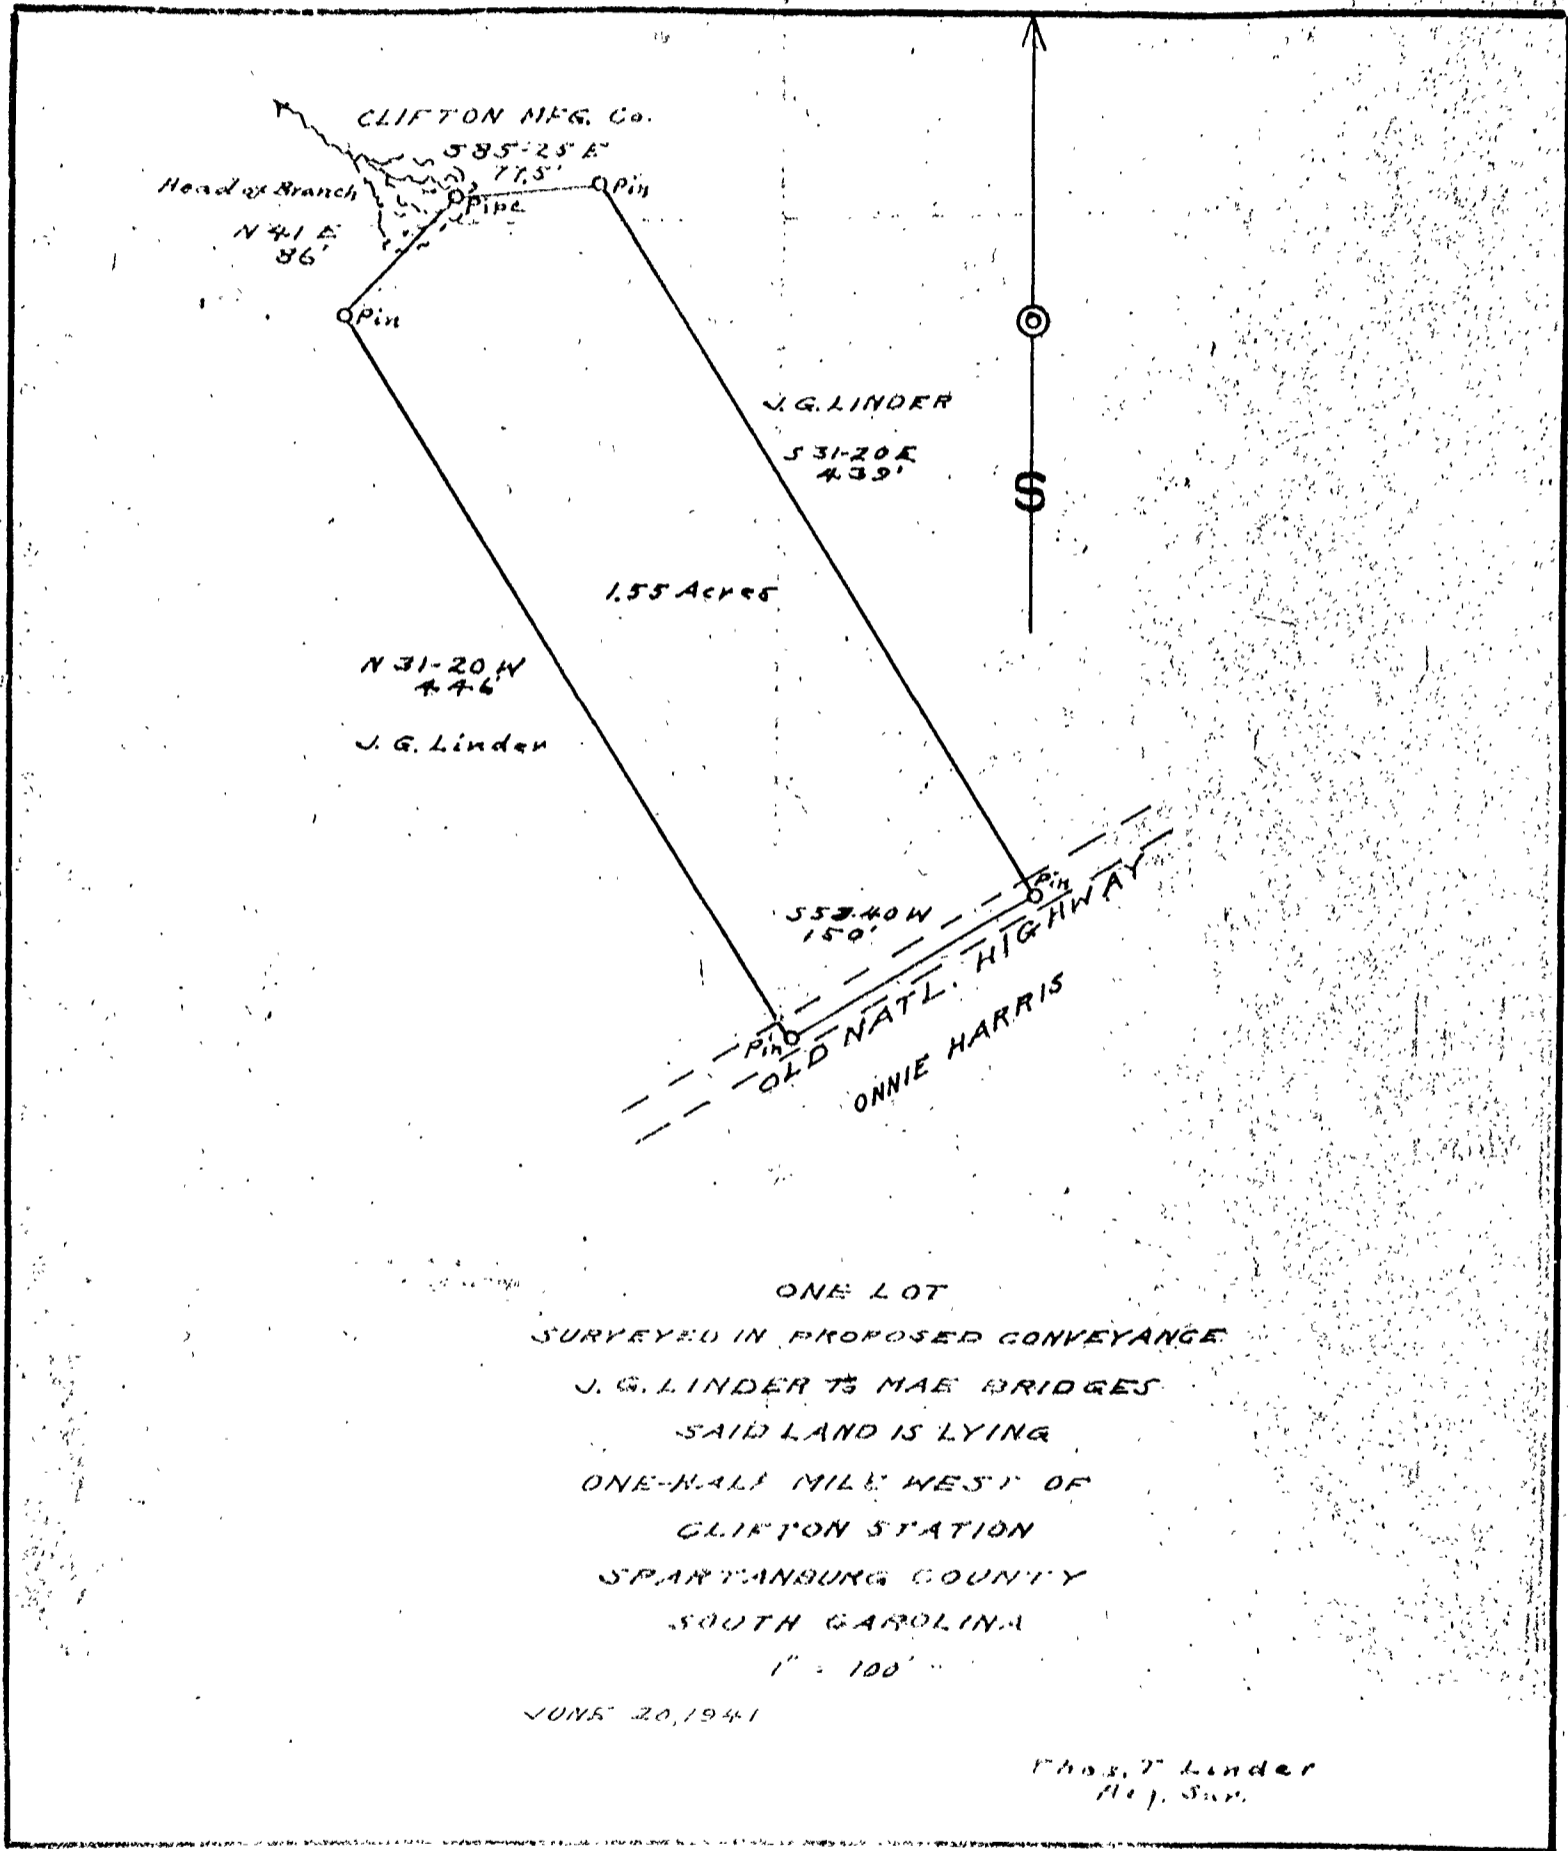 CLIFTON MFG. Co.
S 85-25 E
77.5'
Head of Branch
Pipe
Pin
N 41 E
86'
Pin
J. G. LINDER
S 31-20 E
439'
S
1.55 Acres
N 31-20 W
446'
J. G. Linder
Pin
150'
Pin
OLD NATL. HIGHWAY
ONNIE HARRIS
ONE LOT
SURVEYED IN PROPOSED CONVEYANCE
J. G. LINDER To MAE BRIDGES
SAID LAND IS LYING
ONE-HALF MILE WEST OF
CLIFTON STATION
SPARTANBURG COUNTY
SOUTH CAROLINA
1" = 100'
JUNE 20, 1941
Thos. T Linder
Reg. Sur.